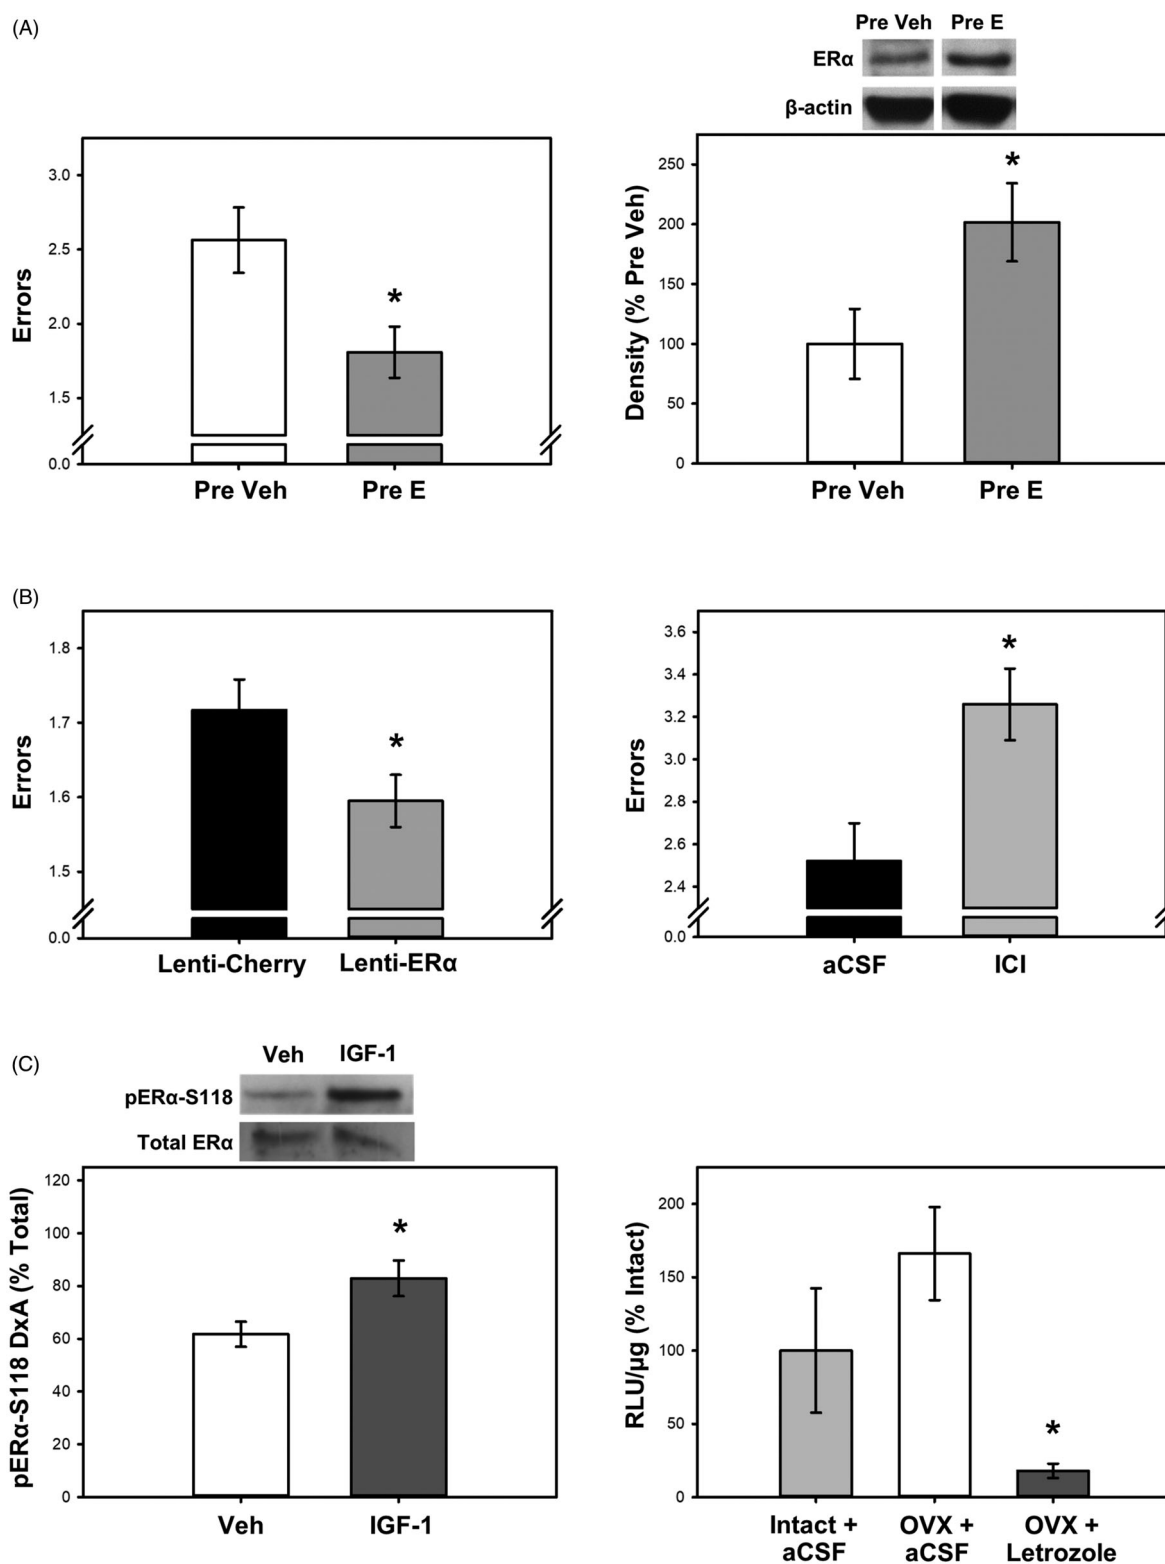 (A)
3.0
2.5
2.0
1.5
0.0
Errors
*
Pre Veh
Pre E
Pre Veh Pre E
ERα
β-actin
250
200
150
100
50
0
Density (% Pre Veh)
*
Pre Veh
Pre E
(B)
1.8
1.7
1.6
1.5
0.0
Errors
*
Lenti-Cherry
Lenti-ERα
3.6
3.4
3.2
3.0
2.8
2.6
2.4
0.0
Errors
*
aCSF
ICI
(C)
Veh IGF-1
pERα-S118
Total ERα
120
100
80
60
40
20
0
pERα-S118 DxA (% Total)
*
Veh
IGF-1
200
150
100
50
0
RLU/μg (% Intact)
*
Intact +
aCSF
OVX +
aCSF
OVX +
Letrozole